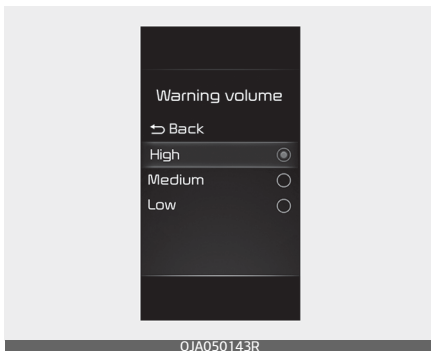 Warning volume
Back
High
Medium
Low
OJA050143R